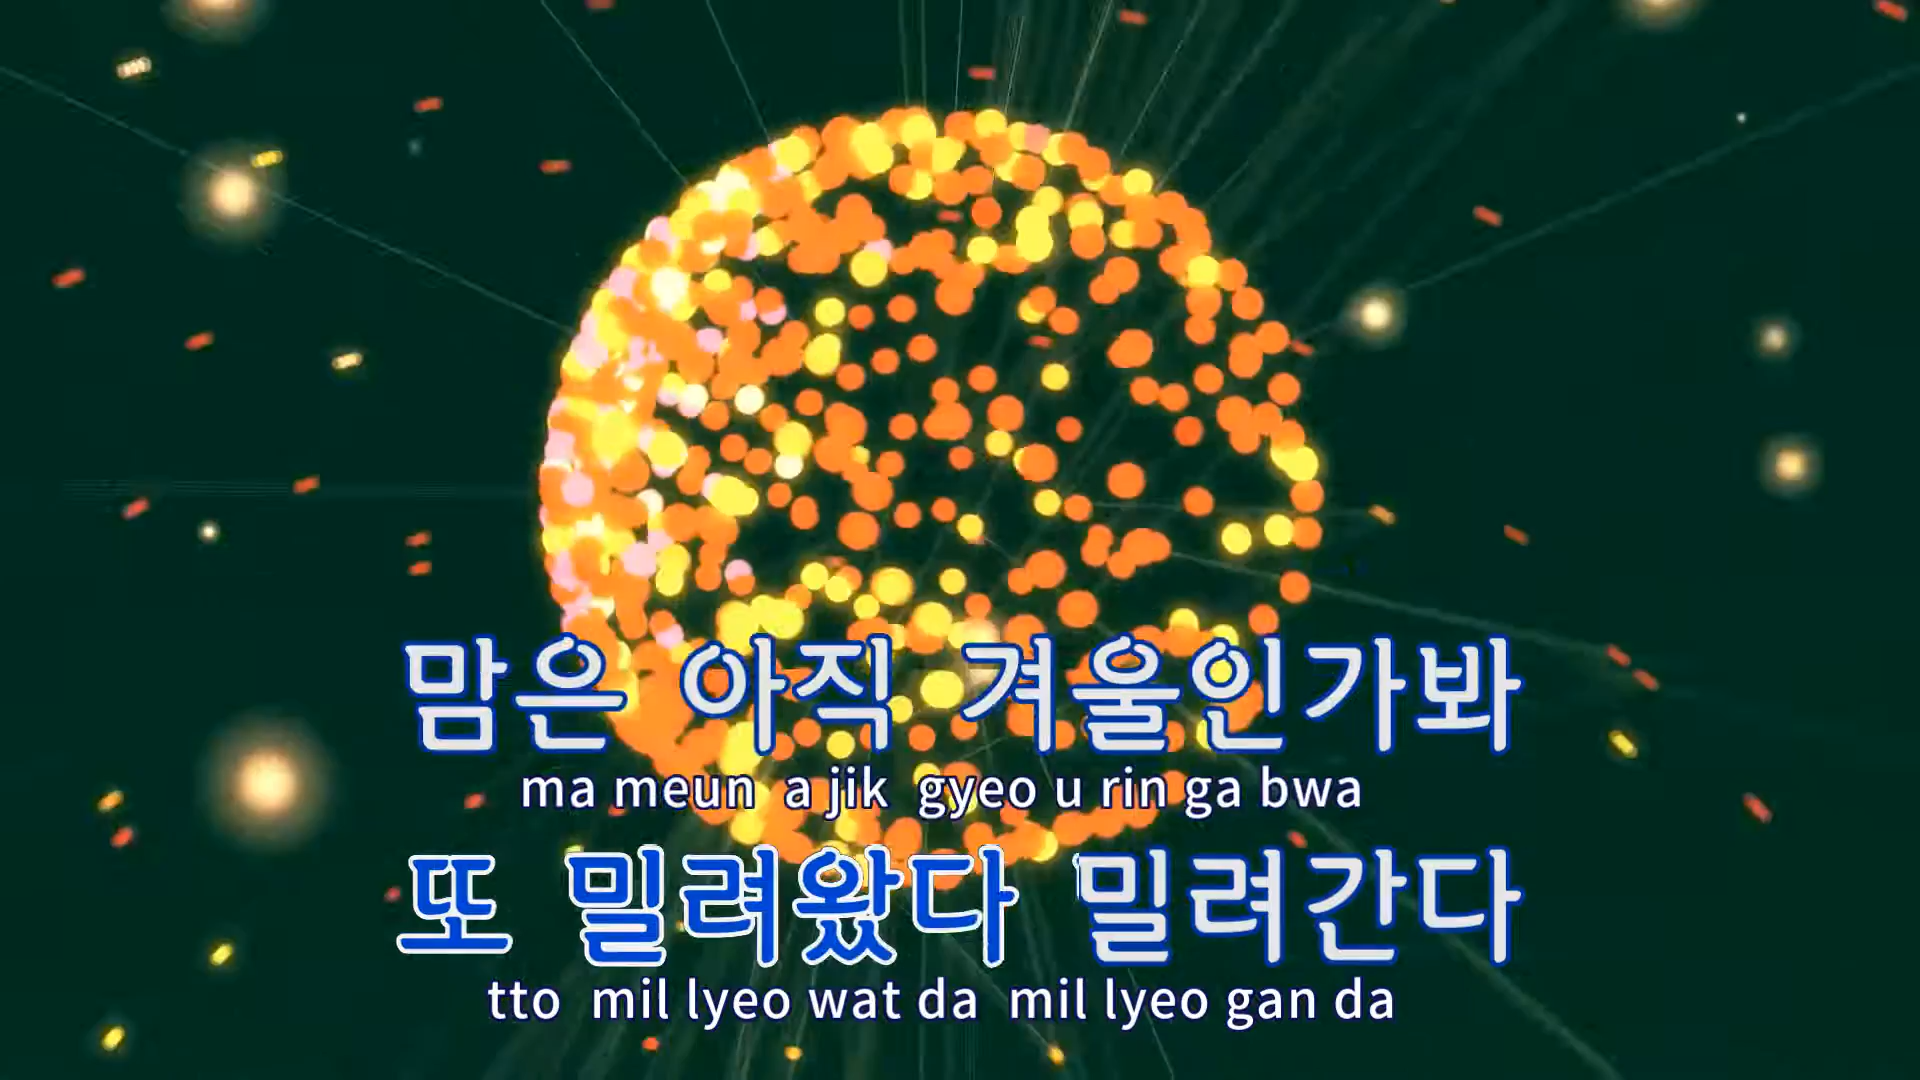 맘은 아직 겨울인가봐
ma meun a jik gyeo u rin ga bwa
또 밀려왔다 밀려간다
tto mil lyeo wat da mil lyeo gan da